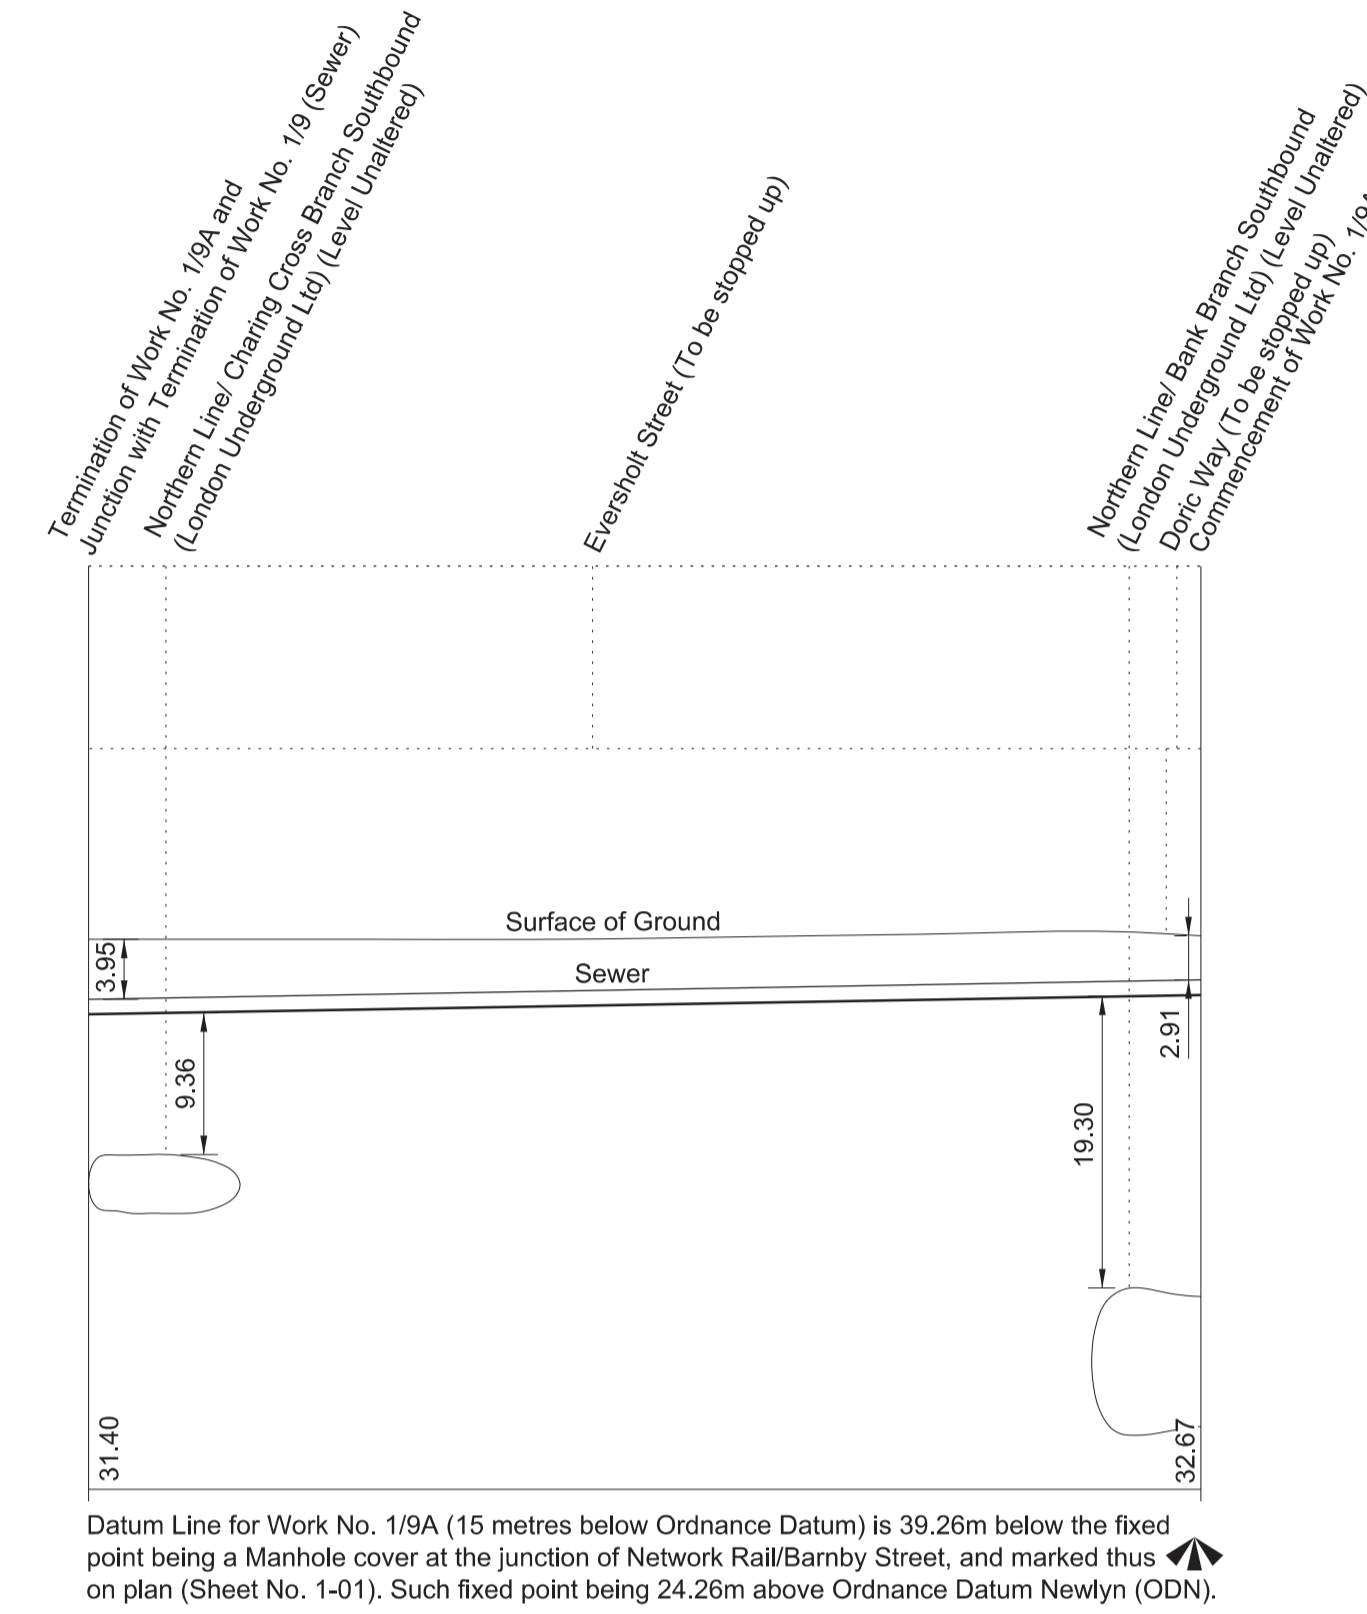 Termination of Work No. 1/9A and
Junction with Termination of Work No. 1/9 (Sewer)
Northern Line/ Charing Cross Branch Southbound
(London Underground Ltd) (Level Unaltered)
Eversholt Street (To be stopped up)
Northern Line/ Bank Branch Southbound
(London Underground Ltd) (Level Unaltered)
Doric Way (To be stopped up)
Commencement of Work No.
Surface of Ground
3.95
Sewer
2.91
9.36
19.30
31.40
32.67
Datum Line for Work No. 1/9A (15 metres below Ordnance Datum) is 39.26m below the fixed
point being a Manhole cover at the junction of Network Rail/Barnby Street, and marked thus
on plan (Sheet No. 1-01). Such fixed point being 24.26m above Ordnance Datum Newlyn (ODN).